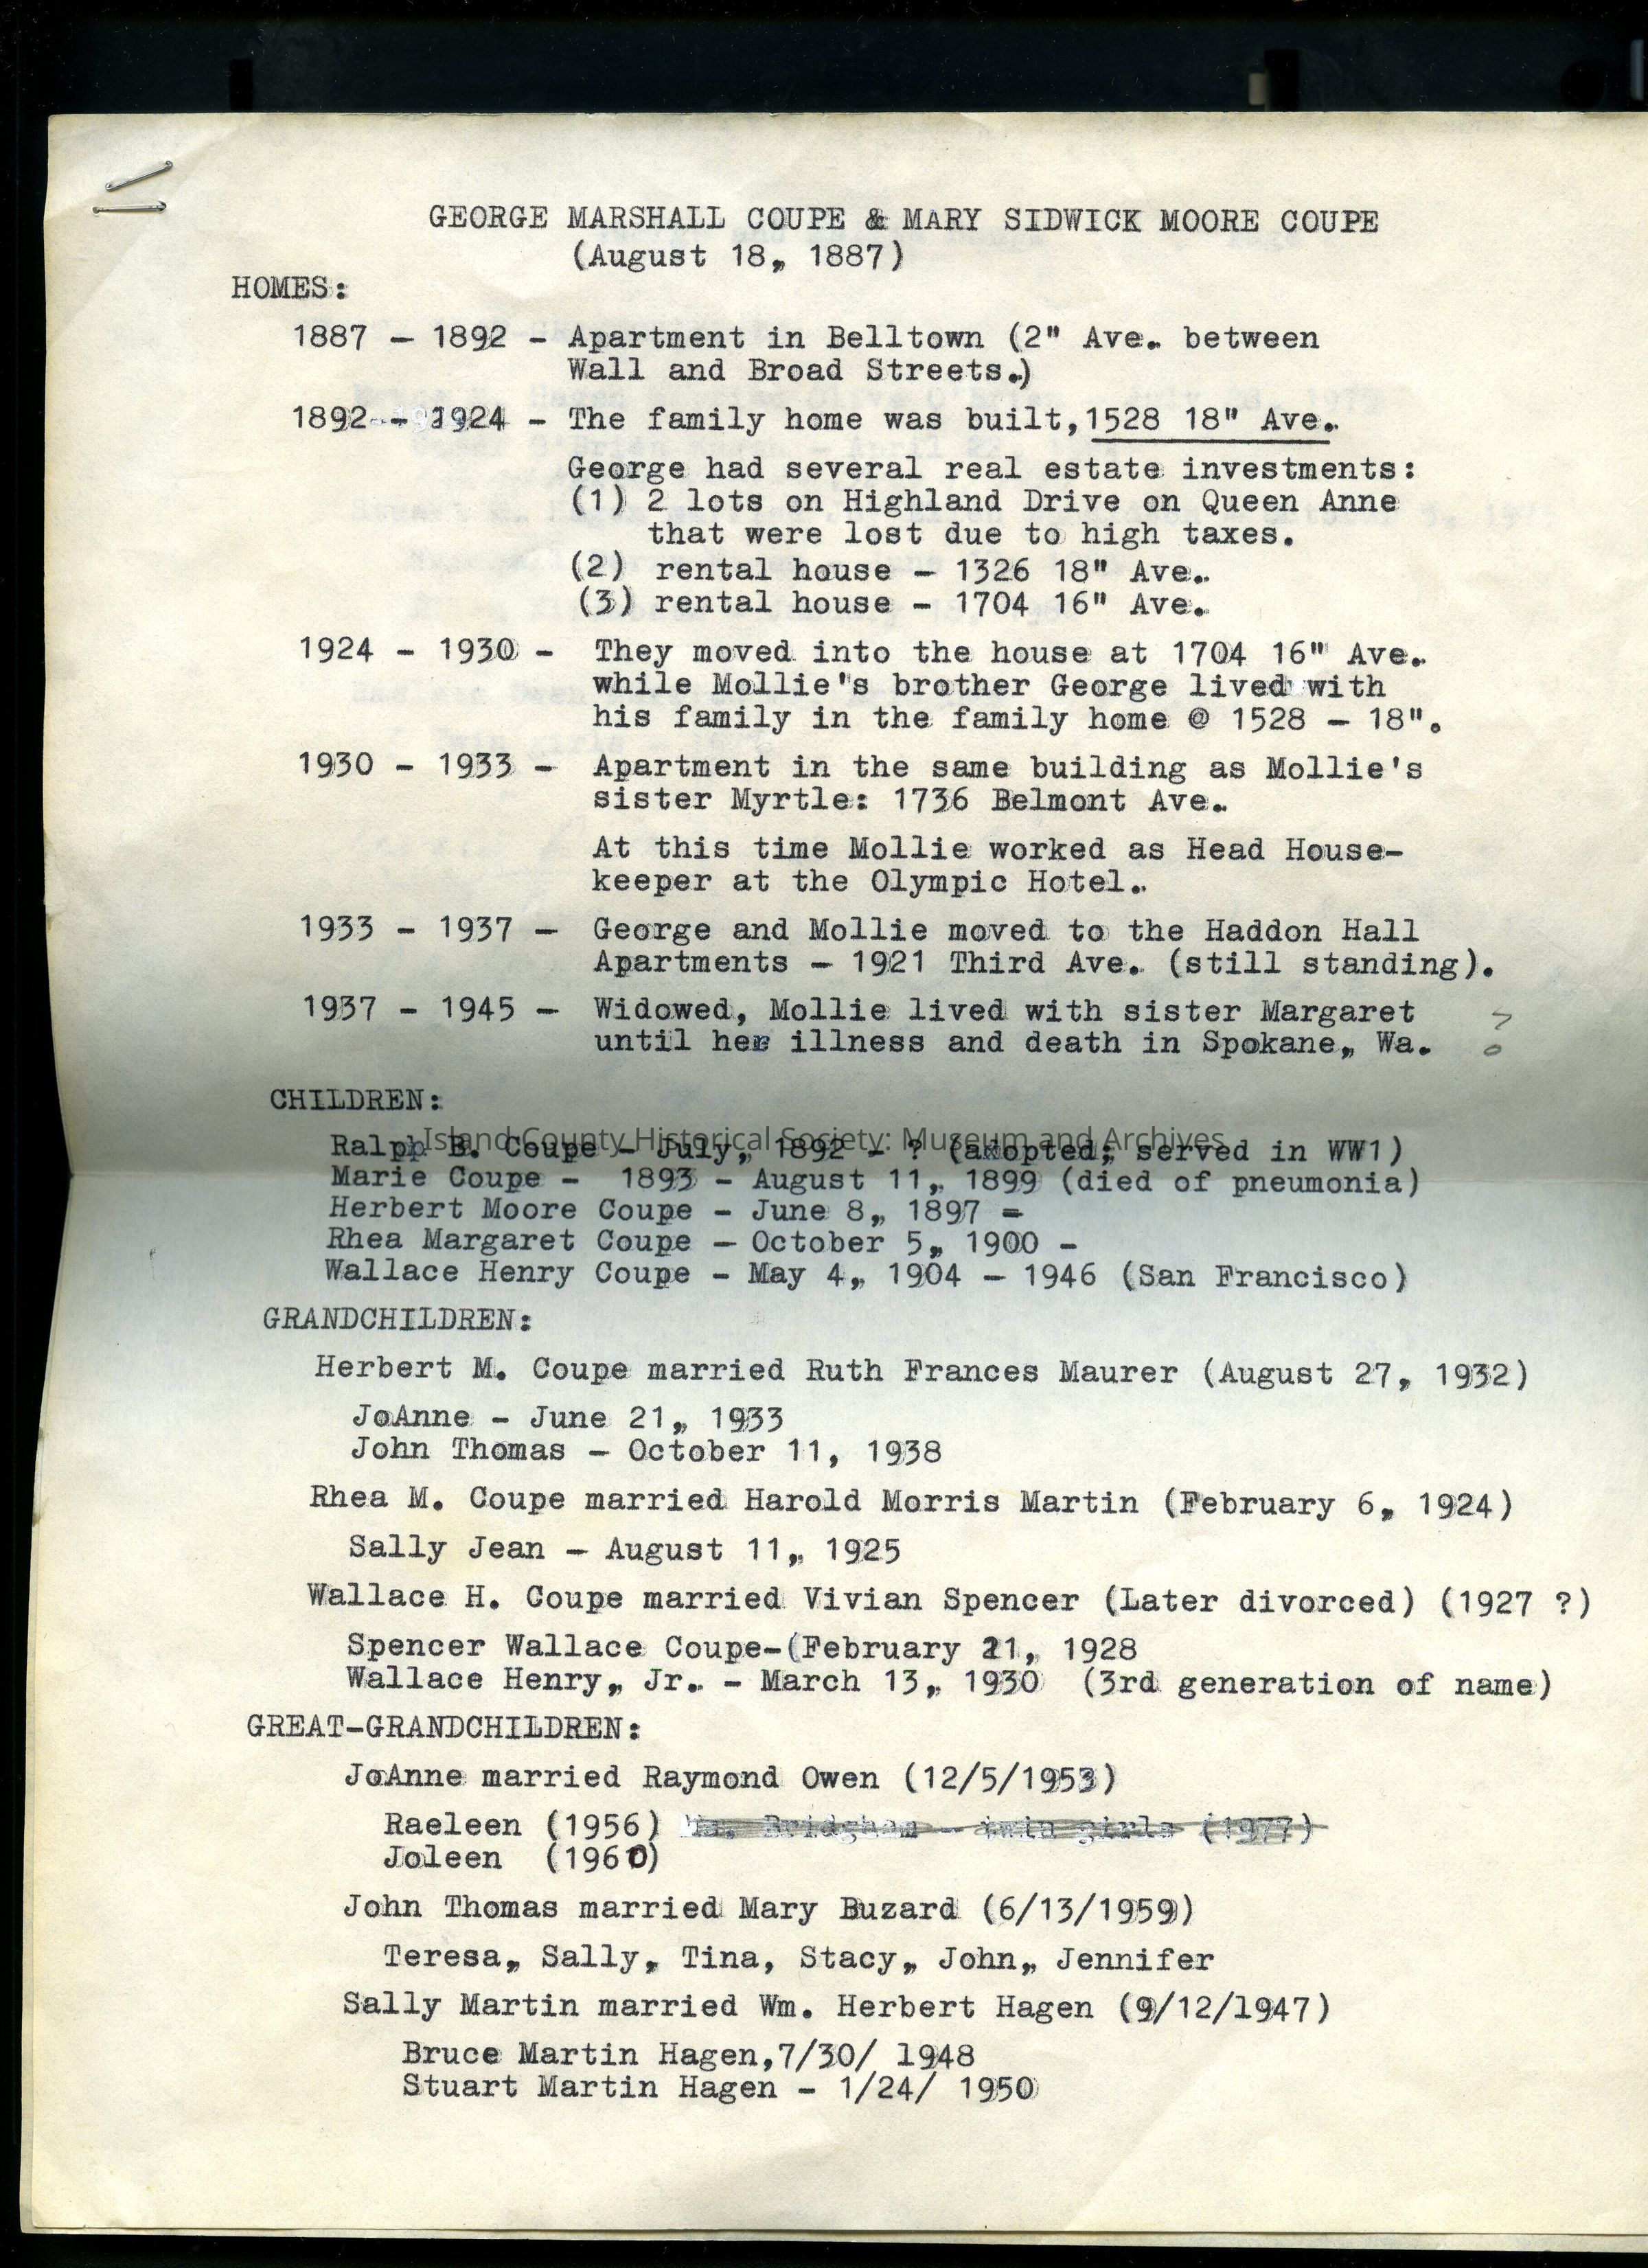 GEORGE MARSHALL COUPE & MARY SIDWICK MOORE COUPE
(August 18, 1887)
HOMES:
1887 - 1892 - Apartment in Belltown (2" Ave. between
Wall and Broad Streets.)
1892 - 1924 - The family home was built, 1528 18" Ave.
George had several real estate investments:
(1) 2 lots on Highland Drive on Queen Anne
that were lost due to high taxes.
(2) rental house - 1326 18" Ave.
(3) rental house - 1704 16" Ave.
1924 - 1930 - They moved into the house at 1704 16" Ave.
while Mollie's brother George lived with
his family in the family home @ 1528 - 18".
1930 - 1933 - Apartment in the same building as Mollie's
sister Myrtle: 1736 Belmont Ave.
At this time Mollie worked as Head House-
keeper at the Olympic Hotel.
1933 - 1937 - George and Mollie moved to the Haddon Hall
Apartments - 1921 Third Ave. (still standing).
1937 - 1945 - Widowed, Mollie lived with sister Margaret
until her illness and death in Spokane, Wa.
CHILDREN:
Island County Historical Society: Museum and Archives
Ralph B. Coupe - July, 1892 - ? (adopted; served in WW1)
Marie Coupe - 1893 - August 11, 1899 (died of pneumonia)
Herbert Moore Coupe - June 8, 1897 -
Rhea Margaret Coupe - October 5, 1900 -
Wallace Henry Coupe - May 4, 1904 - 1946 (San Francisco)
GRANDCHILDREN:
Herbert M. Coupe married Ruth Frances Maurer (August 27, 1932)
JoAnne - June 21, 1933
John Thomas - October 11, 1938
Rhea M. Coupe married Harold Morris Martin (February 6, 1924)
Sally Jean - August 11, 1925
Wallace H. Coupe married Vivian Spencer (Later divorced) (1927 ?)
Spencer Wallace Coupe-(February 21, 1928
Wallace Henry, Jr. - March 13, 1930 (3rd generation of name)
GREAT-GRANDCHILDREN:
JoAnne married Raymond Owen (12/5/1953)
Raeleen (1956) Bridgham - twin girls (1977)
Joleen (1960)
John Thomas married Mary Buzard (6/13/1959)
Teresa, Sally, Tina, Stacy, John, Jennifer
Sally Martin married Wm. Herbert Hagen (9/12/1947)
Bruce Martin Hagen, 7/30/ 1948
Stuart Martin Hagen - 1/24/ 1950